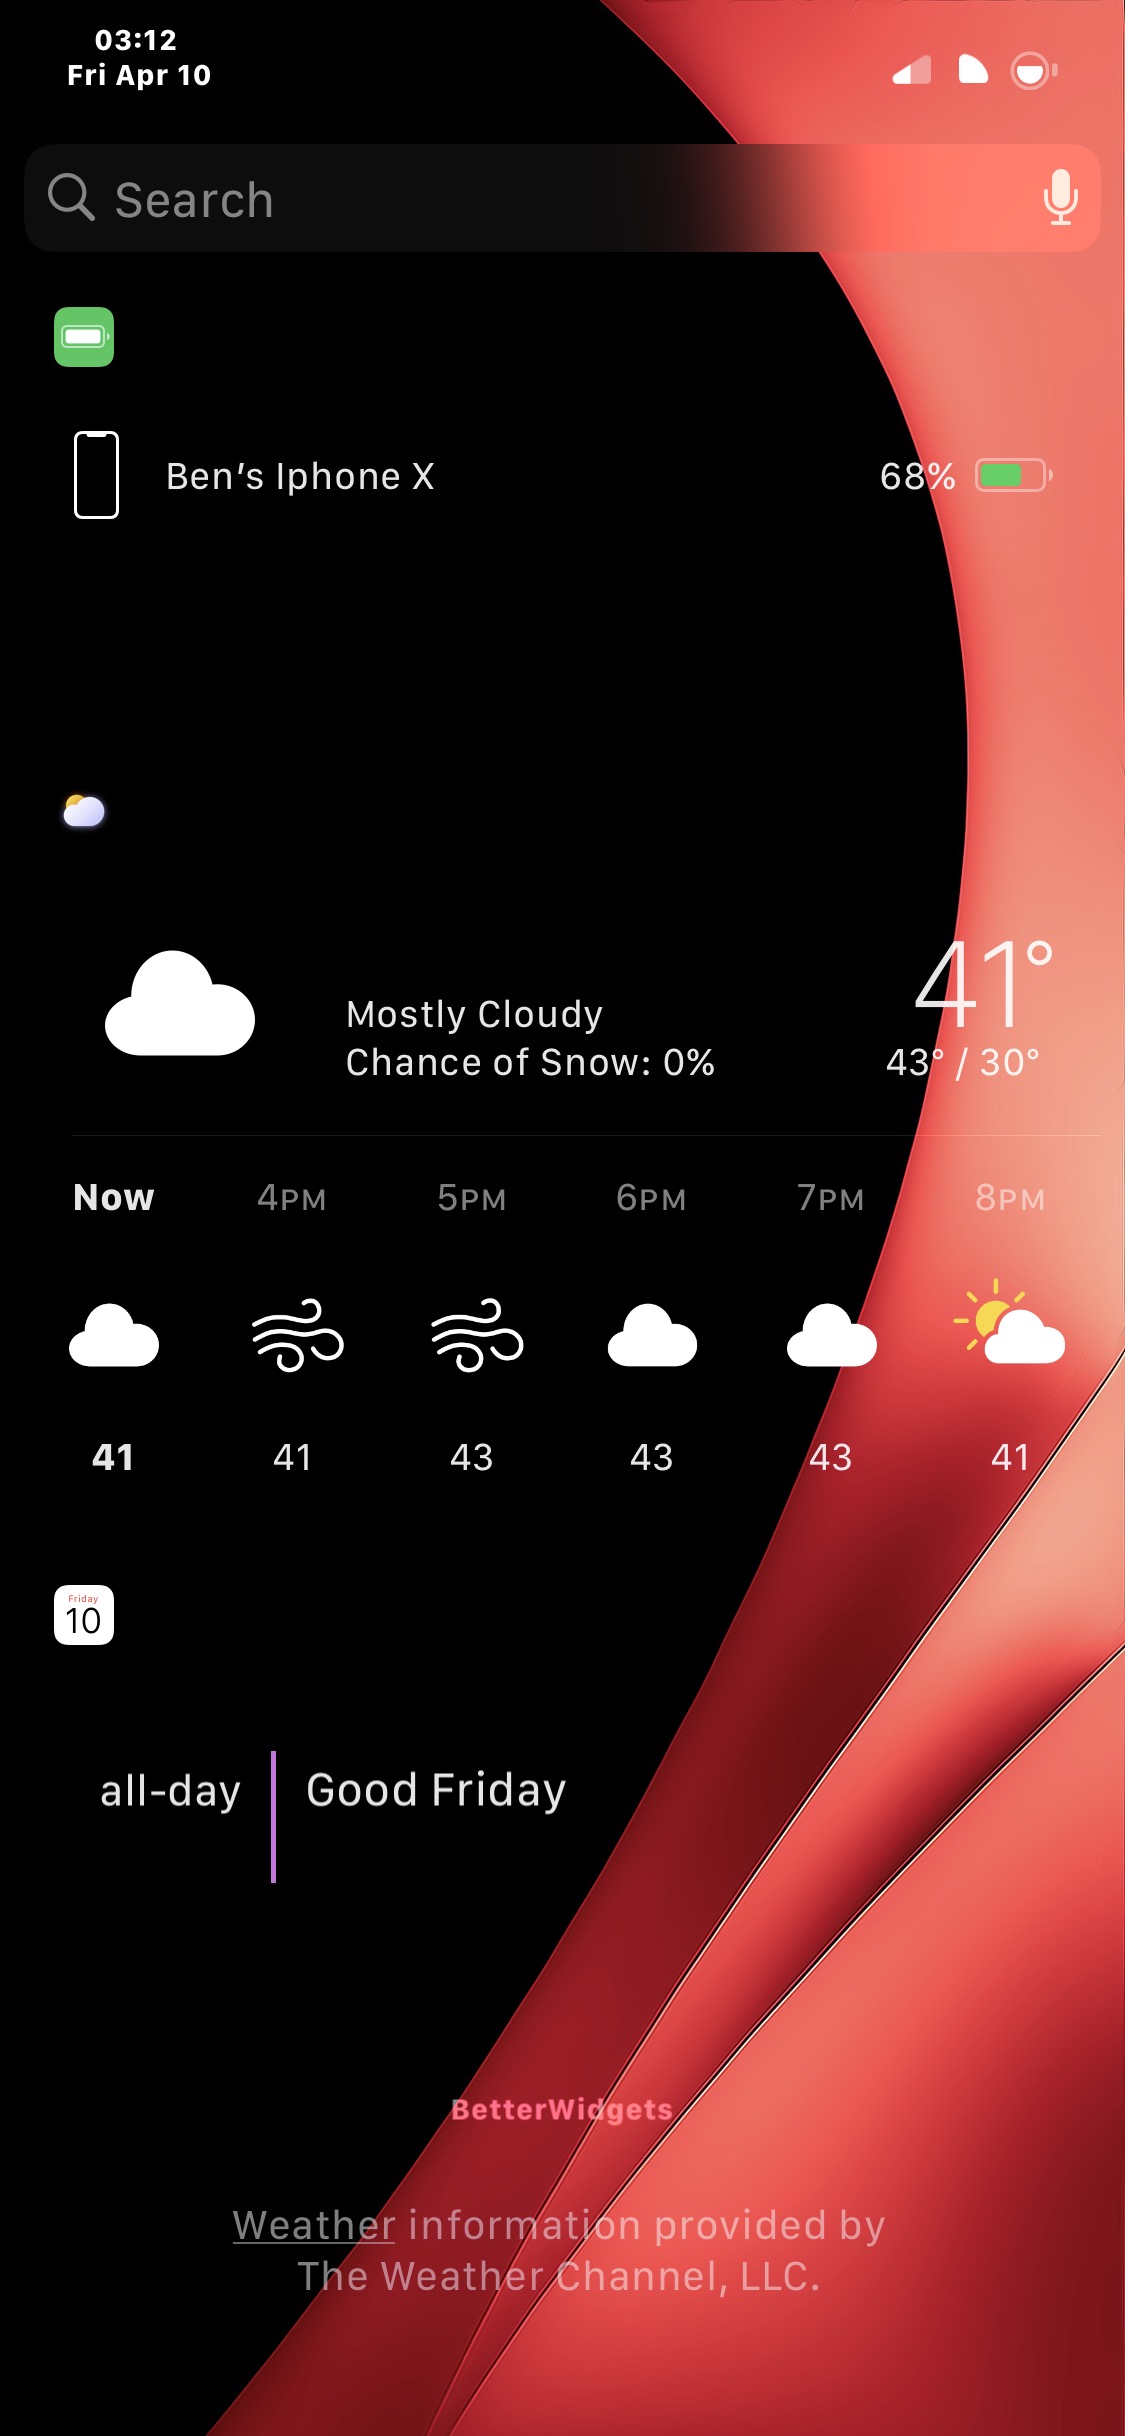 03:12
Fri Apr 10
Search
Ben’s Iphone X 68%
41°
Mostly Cloudy
Chance of Snow: 0% 43° / 30°
Now 4PM 5PM 6PM 7PM 8PM
41 41 43 43 43 41
Friday
10
all-day Good Friday
BetterWidgets
Weather information provided by
The Weather Channel, LLC.